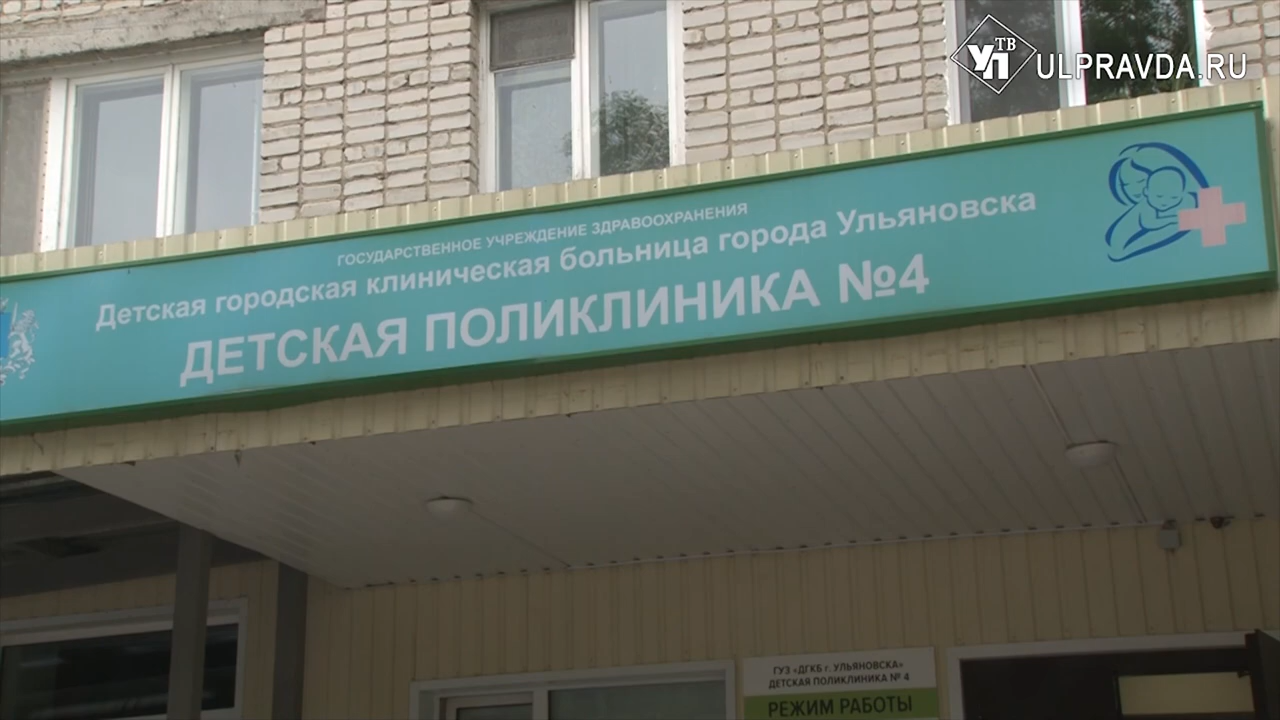 УП ТВ ULPRAVDA.RU
ГОСУДАРСТВЕННОЕ УЧРЕЖДЕНИЕ ЗДРАВООХРАНЕНИЯ
Детская городская клиническая больница города Ульяновска
ДЕТСКАЯ ПОЛИКЛИНИКА №4
ГУЗ «ДГКБ г. УЛЬЯНОВСКА»
ДЕТСКАЯ ПОЛИКЛИНИКА № 4
РЕЖИМ РАБОТЫ